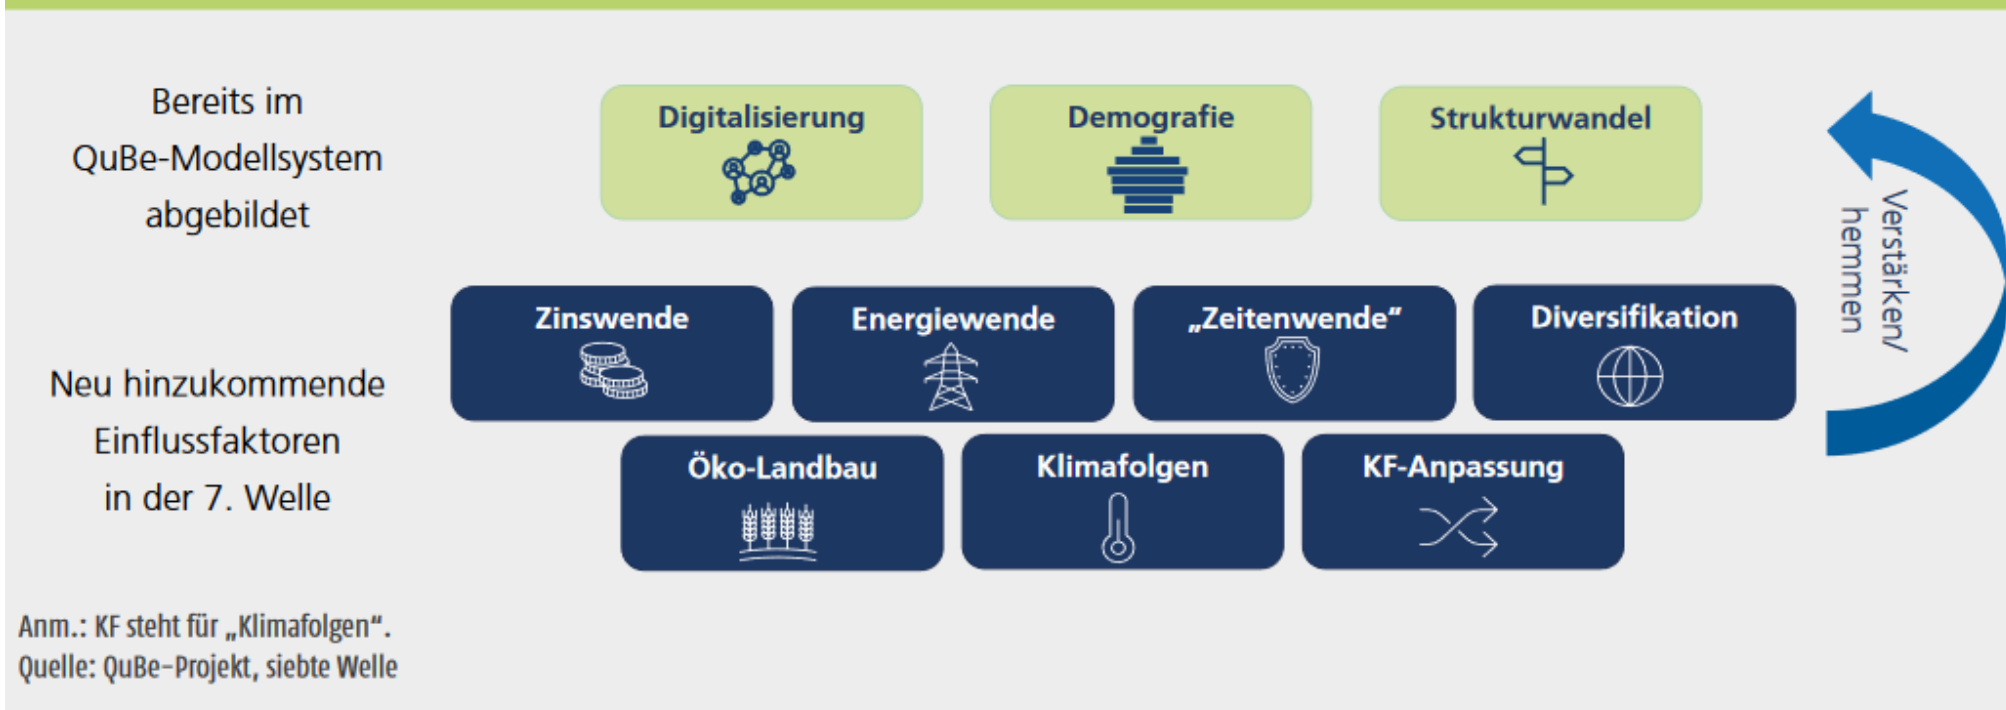 Bereits im
QuBe-Modellsystem
abgebildet
Digitalisierung
Demografie
Strukturwandel
Verstärken/
hemmen
Neu hinzukommende
Einflussfaktoren
in der 7. Welle
Zinswende
Energiewende
„Zeitenwende“
Diversifikation
Öko-Landbau
Klimafolgen
KF-Anpassung
Anm.: KF steht für „Klimafolgen“.
Quelle: QuBe-Projekt, siebte Welle